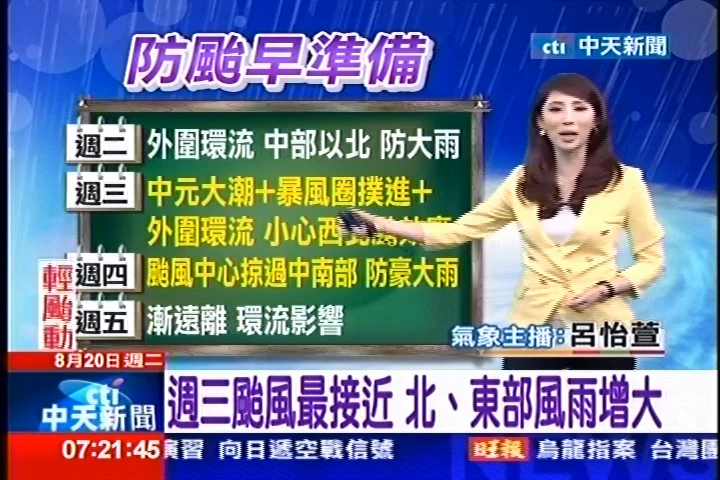 防颱早準備
cti 中天新聞
週二 外圍環流 中部以北 防大雨
週三 中元大潮+暴風圈撲進+
外圍環流 小心西
週四 颱風中心掠過中南部 防豪大雨
週五 漸遠離 環流影響
輕颱動
氣象主播:呂怡萱
8月20日週二
cti
中天新聞
週三颱風最接近 北、東部風雨增大
07:21:45
演習 向日遞空戰信號 旺報 烏龍指案 台灣團